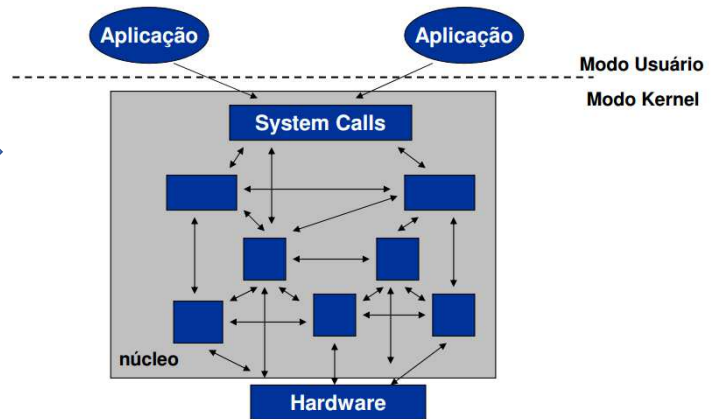 Aplicação
Aplicação
Modo Usuário
Modo Kernel
System Calls
núcleo
Hardware